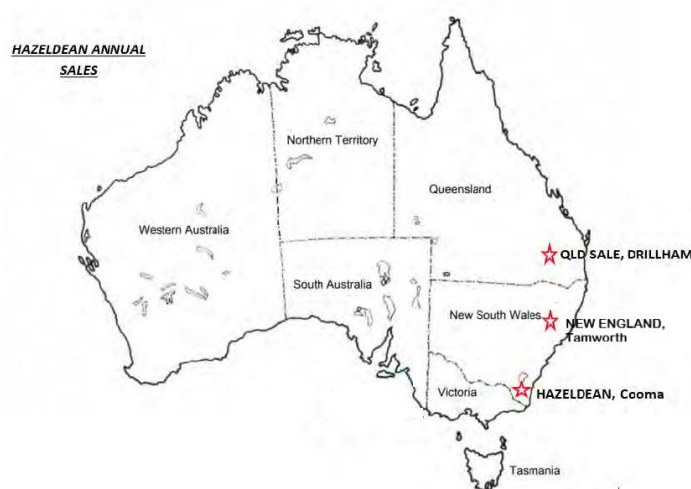 HAZELDEAN ANNUAL
SALES
Northern Territory
Queensland
Western Australia
QLD SALE, DRILLHAM
South Australia
New South Wales
NEW ENGLAND,
Tamworth
Victoria
HAZELDEAN, Cooma
Tasmania